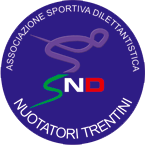 ASSOCIAZIONE SPORTIVA DILETTANTISTICA
SND
NUOTATORI TRENTINI